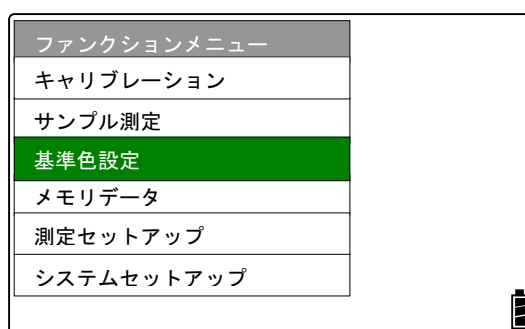 ファンクションメニュー
キャリブレーション
サンプル測定
基準色設定
メモリデータ
測定セットアップ
システムセットアップ